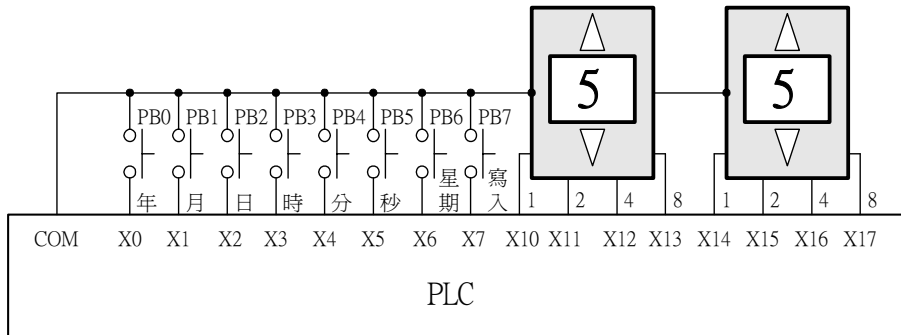 5 5
PB0 PB1 PB2 PB3 PB4 PB5 PB6 PB7
年 月 日 時 分 秒 星期 寫入 1 2 4 8 1 2 4 8
COM X0 X1 X2 X3 X4 X5 X6 X7 X10 X11 X12 X13 X14 X15 X16 X17
PLC